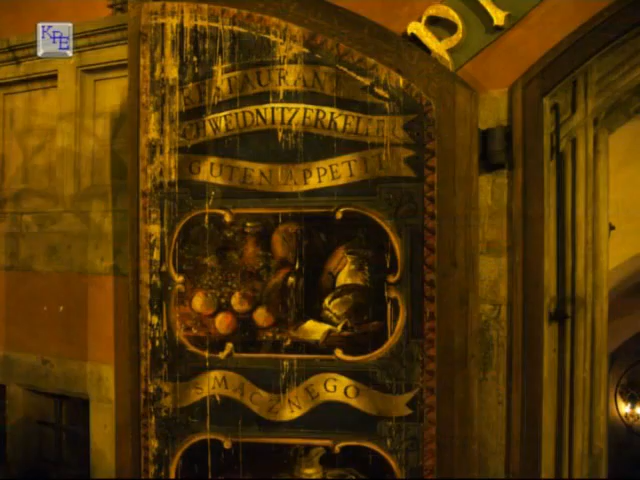 KPE
RESTAURANT
SCHWEIDNITZERKELLER
GUTEN APPETIT
SMACZNEGO